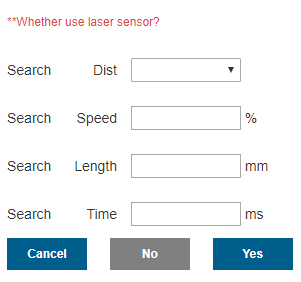 **Whether use laser sensor?
Search Dist
Search Speed %
Search Length mm
Search Time ms
Cancel No Yes